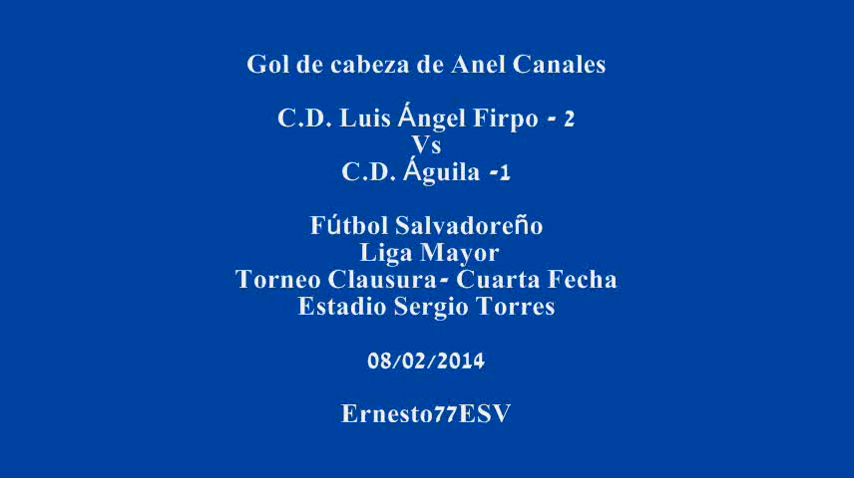 Gol de cabeza de Anel Canales
C.D. Luis Ángel Firpo - 2
Vs
C.D. Águila -1
Fútbol Salvadoreño
Liga Mayor
Torneo Clausura- Cuarta Fecha
Estadio Sergio Torres
08/02/2014
Ernesto77ESV